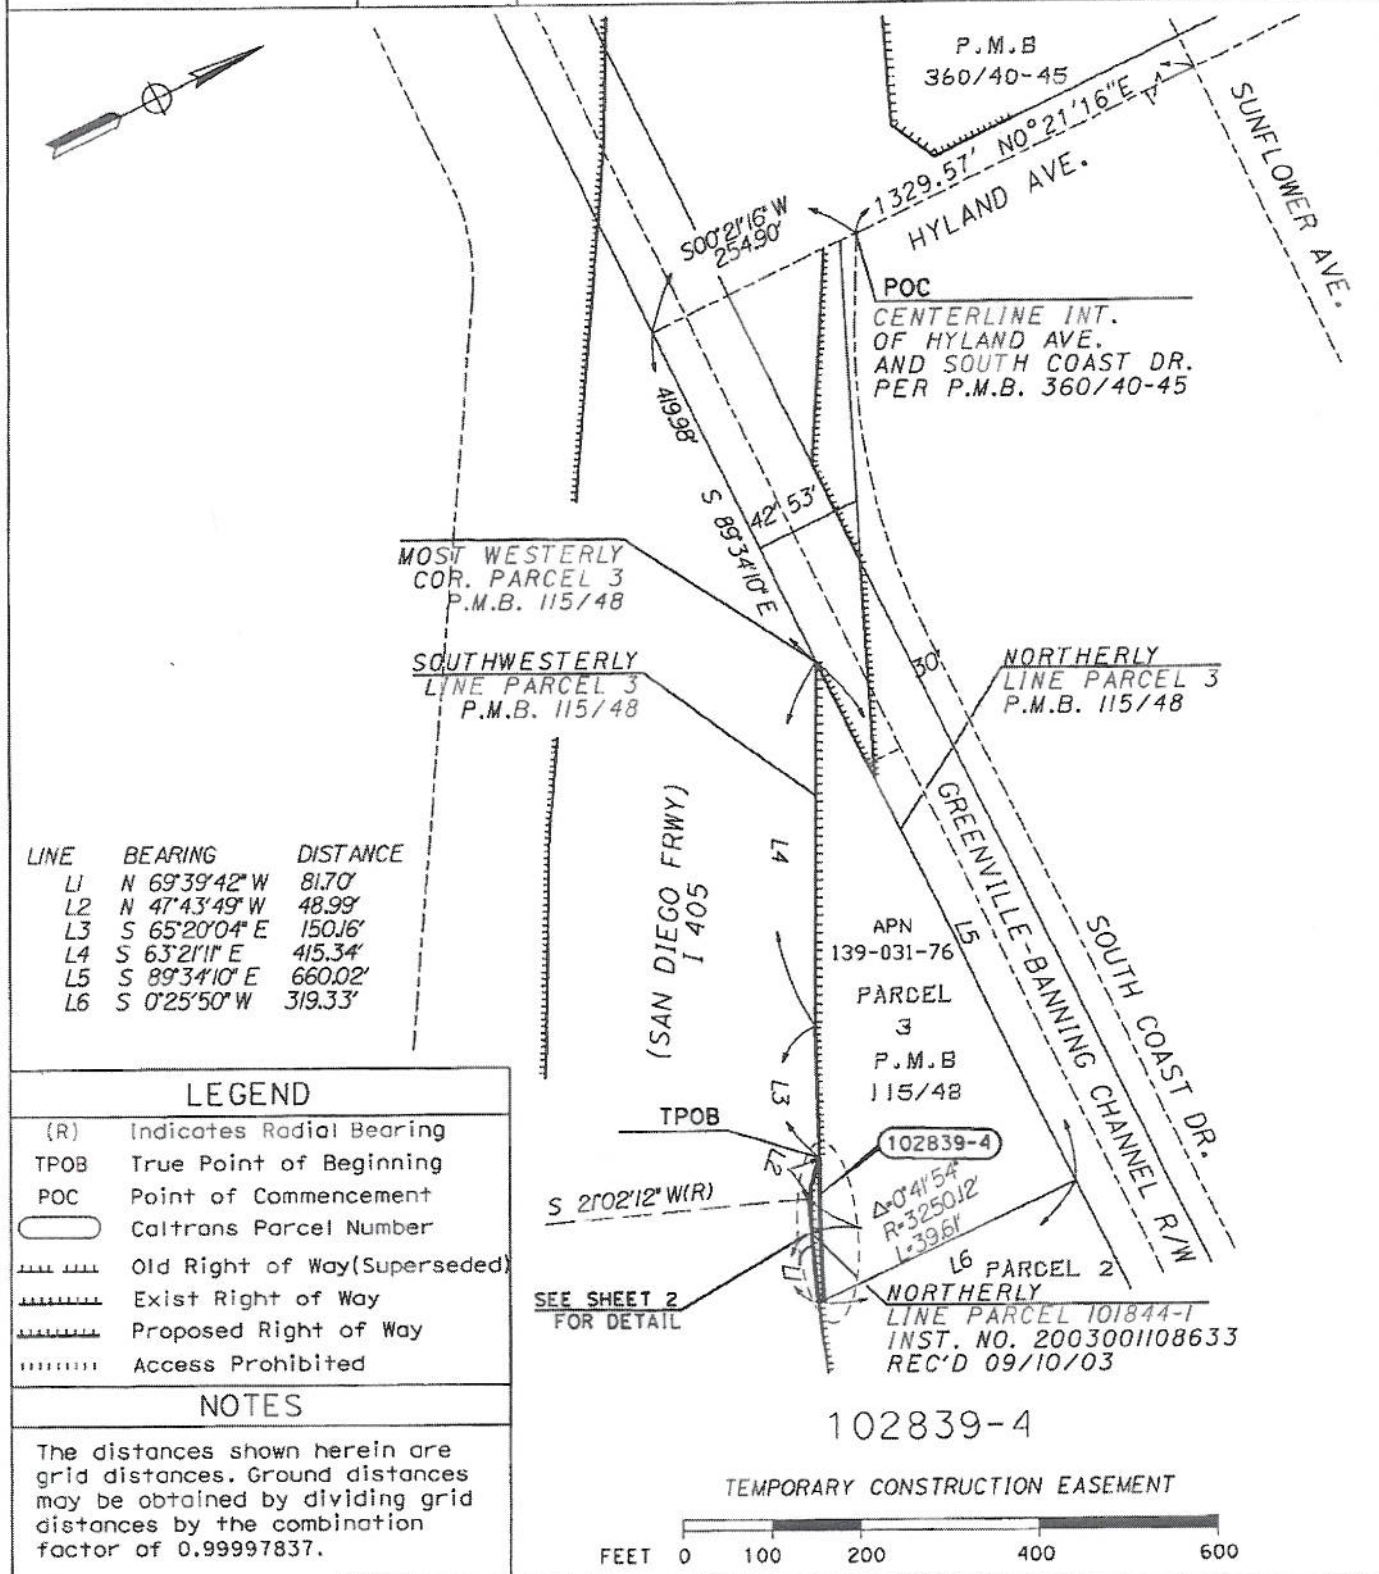 P.M.B
360/40-45
1329.57' N0°21'16"E
HYLAND AVE.
SUNFLOWER AVE.
S00°21'16"W
254.90'
POC
CENTERLINE INT.
OF HYLAND AVE.
AND SOUTH COAST DR.
PER P.M.B. 360/40-45
419.98'
S 89°34'10"E
42' 53'
30'
MOST WESTERLY
COR. PARCEL 3
P.M.B. 115/48
SOUTHWESTERLY
LINE PARCEL 3
P.M.B. 115/48
NORTHERLY
LINE PARCEL 3
P.M.B. 115/48
LINE BEARING DISTANCE
L1 N 69°39'42"W 81.70'
L2 N 47°43'49"W 48.99'
L3 S 65°20'04"E 150.16'
L4 S 63°21'11"E 415.34'
L5 S 89°34'10"E 660.02'
L6 S 0°25'50"W 319.33'
(SAN DIEGO FRWY)
I 405
L4
L5
GREENVILLE-BANNING CHANNEL R/W
SOUTH COAST DR.
APN
139-031-76
PARCEL
3
P.M.B
115/48
L3
TPOB
102839-4
L2
S 21°02'12"W(R)
Δ=0°41'54"
R=3250.12'
L=39.61'
L1
L6
PARCEL 2
SEE SHEET 2
FOR DETAIL
NORTHERLY
LINE PARCEL 101844-1
INST. NO. 2003001108633
REC'D 09/10/03
LEGEND
(R) Indicates Radial Bearing
TPOB True Point of Beginning
POC Point of Commencement
Caltrans Parcel Number
Old Right of Way(Superseded)
Exist Right of Way
Proposed Right of Way
Access Prohibited
NOTES
The distances shown herein are
grid distances. Ground distances
may be obtained by dividing grid
distances by the combination
factor of 0.99997837.
102839-4
TEMPORARY CONSTRUCTION EASEMENT
FEET 0 100 200 400 600